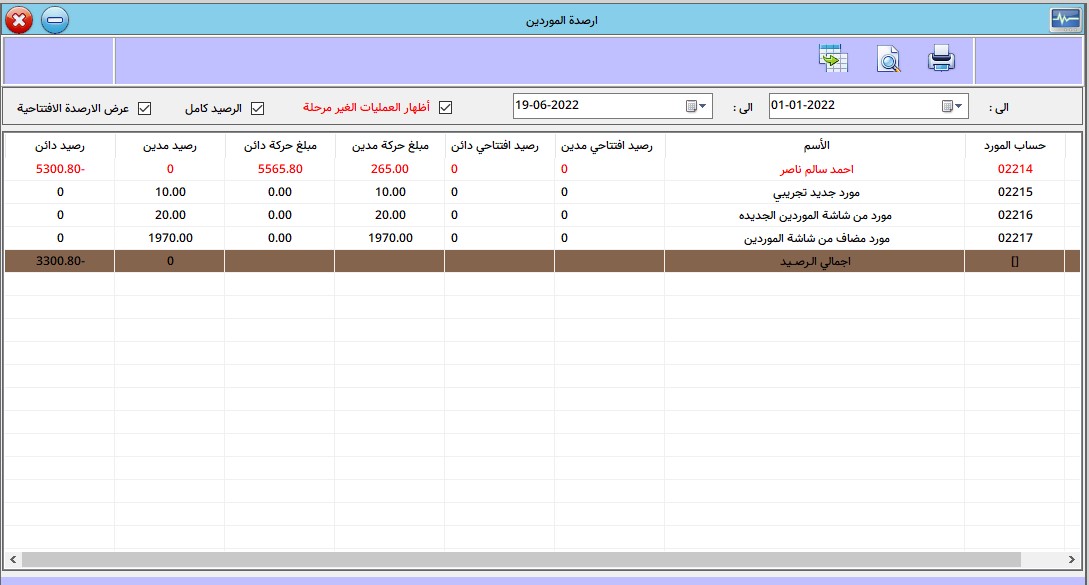 ارصدة الموردين
الى : 01-01-2022 الى : 19-06-2022 أظهار العمليات الغير مرحلة الرصيد كامل عرض الارصدة الافتتاحية
حساب المورد الأسم رصيد افتتاحي مدين رصيد افتتاحي دائن مبلغ حركة مدين مبلغ حركة دائن رصيد مدين رصيد دائن
02214 احمد سالم ناصر 0 0 265.00 5565.80 0 5300.80-
02215 مورد جديد تجريبي 0 0 10.00 0.00 10.00 0
02216 مورد من شاشة الموردين الجديده 0 0 20.00 0.00 20.00 0
02217 مورد مضاف من شاشة الموردين 0 0 1970.00 0.00 1970.00 0
[] اجمالي الرصـيد 0 3300.80-